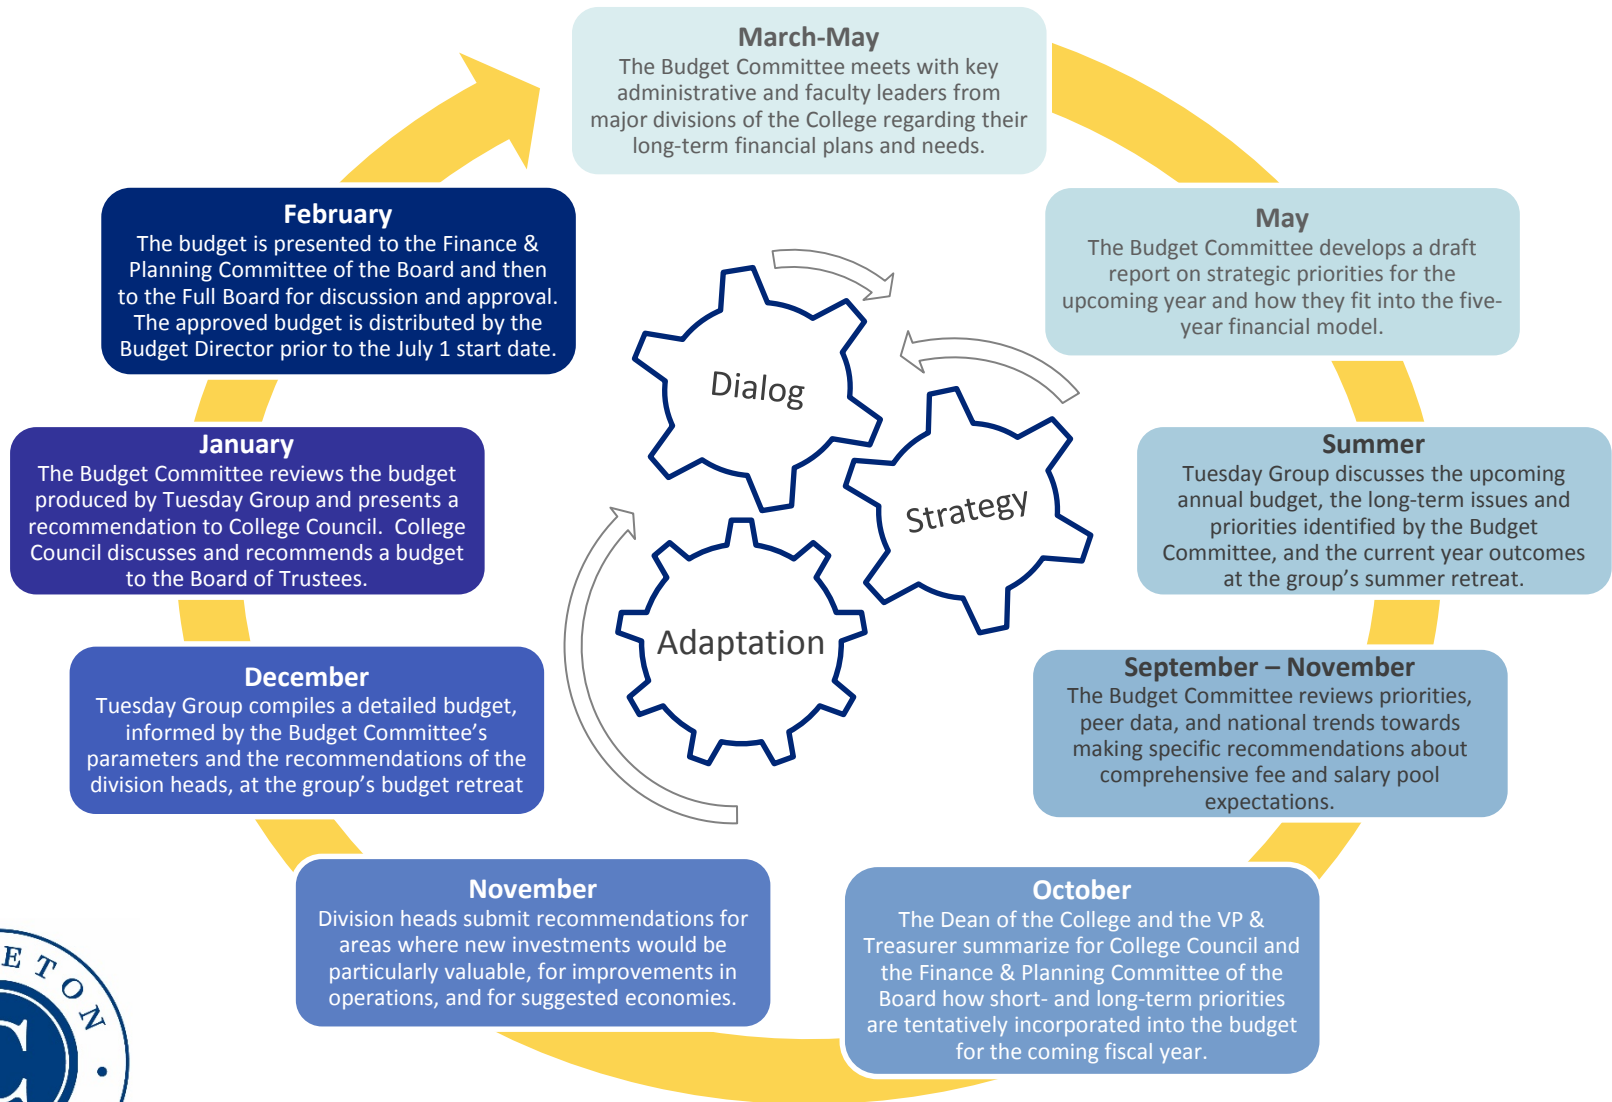 March-May
The Budget Committee meets with key
administrative and faculty leaders from
major divisions of the College regarding their
long-term financial plans and needs.
May
The Budget Committee develops a draft
report on strategic priorities for the
upcoming year and how they fit into the five-
year financial model.
Summer
Tuesday Group discusses the upcoming
annual budget, the long-term issues and
priorities identified by the Budget
Committee, and the current year outcomes
at the group’s summer retreat.
September – November
The Budget Committee reviews priorities,
peer data, and national trends towards
making specific recommendations about
comprehensive fee and salary pool
expectations.
October
The Dean of the College and the VP &
Treasurer summarize for College Council and
the Finance & Planning Committee of the
Board how short- and long-term priorities
are tentatively incorporated into the budget
for the coming fiscal year.
November
Division heads submit recommendations for
areas where new investments would be
particularly valuable, for improvements in
operations, and for suggested economies.
December
Tuesday Group compiles a detailed budget,
informed by the Budget Committee’s
parameters and the recommendations of the
division heads, at the group’s budget retreat
January
The Budget Committee reviews the budget
produced by Tuesday Group and presents a
recommendation to College Council.  College
Council discusses and recommends a budget
to the Board of Trustees.
February
The budget is presented to the Finance &
Planning Committee of the Board and then
to the Full Board for discussion and approval.
The approved budget is distributed by the
Budget Director prior to the July 1 start date.
Dialog
Strategy
Adaptation
ETON
C